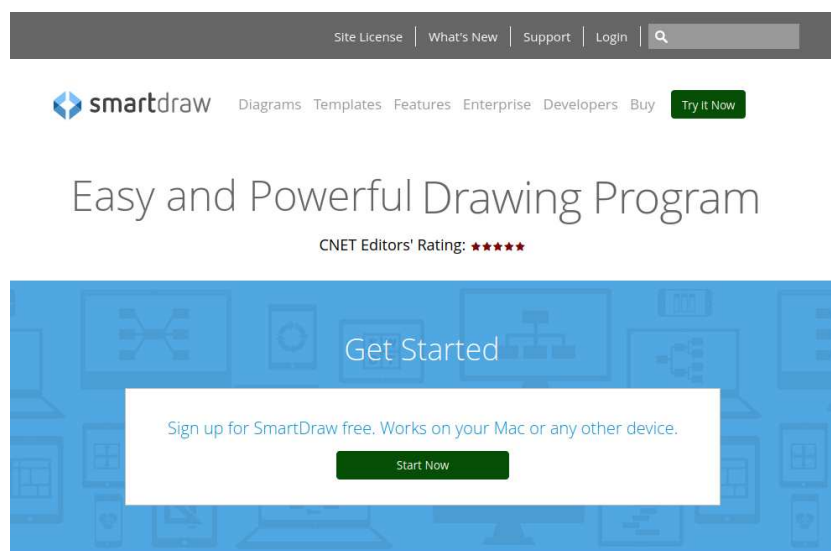 Site License What's New Support Login
smartdraw Diagrams Templates Features Enterprise Developers Buy Try it Now
Easy and Powerful Drawing Program
CNET Editors' Rating: ★★★★★
Get Started
Sign up for SmartDraw free. Works on your Mac or any other device.
Start Now